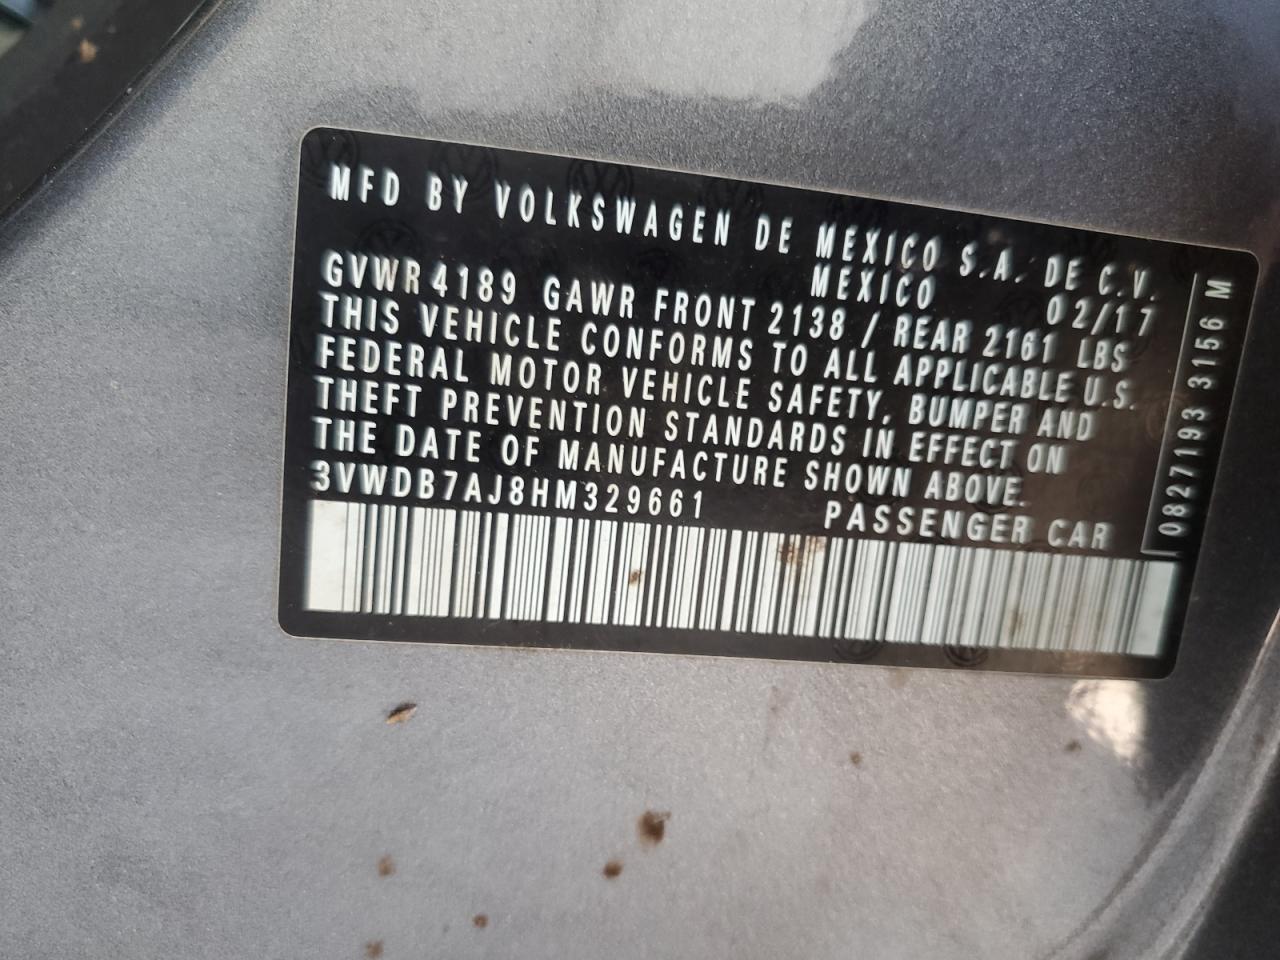 MFD BY VOLKSWAGEN DE MEXICO S.A. DE C.V.
MEXICO 02/17
GVWR 4189 GAWR FRONT 2138 / REAR 2161 LBS
THIS VEHICLE CONFORMS TO ALL APPLICABLE U.S.
FEDERAL MOTOR VEHICLE SAFETY, BUMPER AND
THEFT PREVENTION STANDARDS IN EFFECT ON
THE DATE OF MANUFACTURE SHOWN ABOVE.
3VWDB7AJ8HM329661 PASSENGER CAR
0827193 3156 M